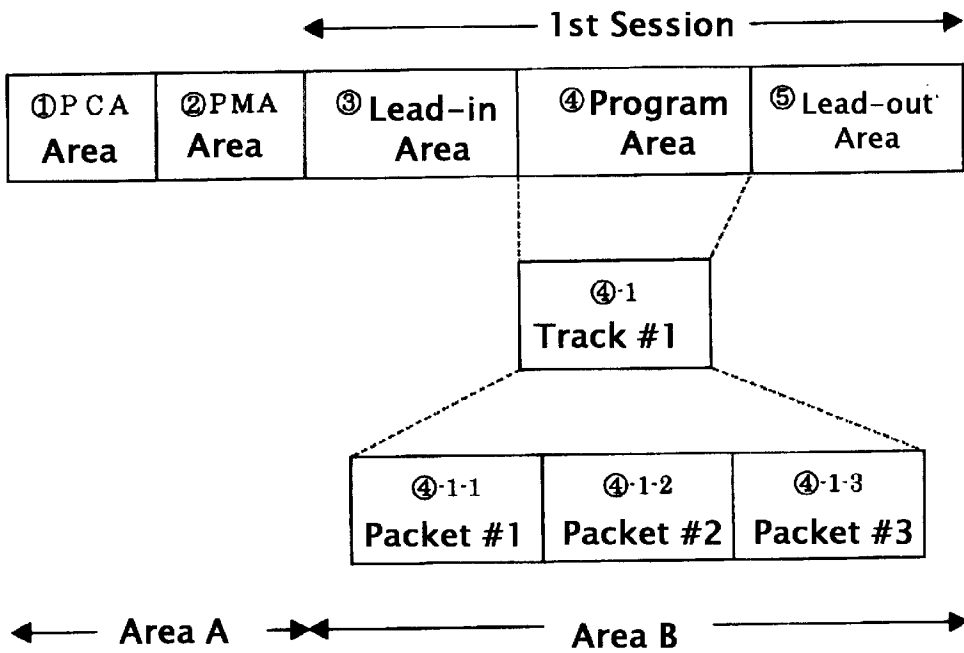 1st Session
①PCA
Area
②PMA
Area
③Lead-in
Area
④Program
Area
⑤Lead-out
Area
④-1
Track #1
④-1-1
Packet #1
④-1-2
Packet #2
④-1-3
Packet #3
Area A
Area B